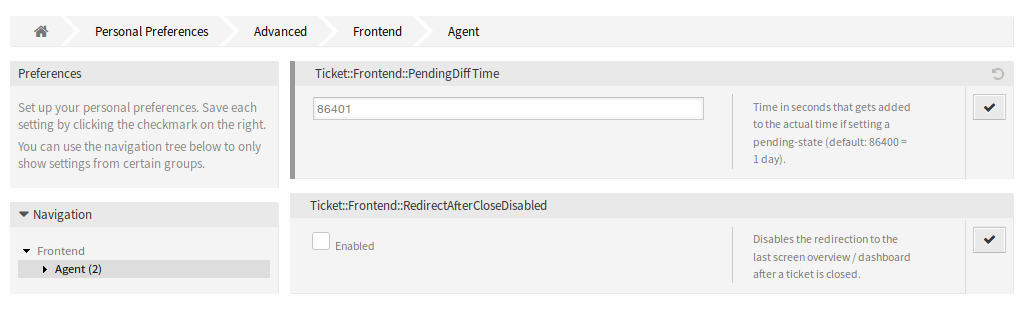 Personal Preferences Advanced Frontend Agent
Preferences
Set up your personal preferences. Save each
setting by clicking the checkmark on the right.
You can use the navigation tree below to only
show settings from certain groups.
Navigation
Frontend
Agent (2)
Ticket::Frontend::PendingDiffTime
86401
Time in seconds that gets added
to the actual time if setting a
pending-state (default: 86400 =
1 day).
Ticket::Frontend::RedirectAfterCloseDisabled
Enabled
Disables the redirection to the
last screen overview / dashboard
after a ticket is closed.